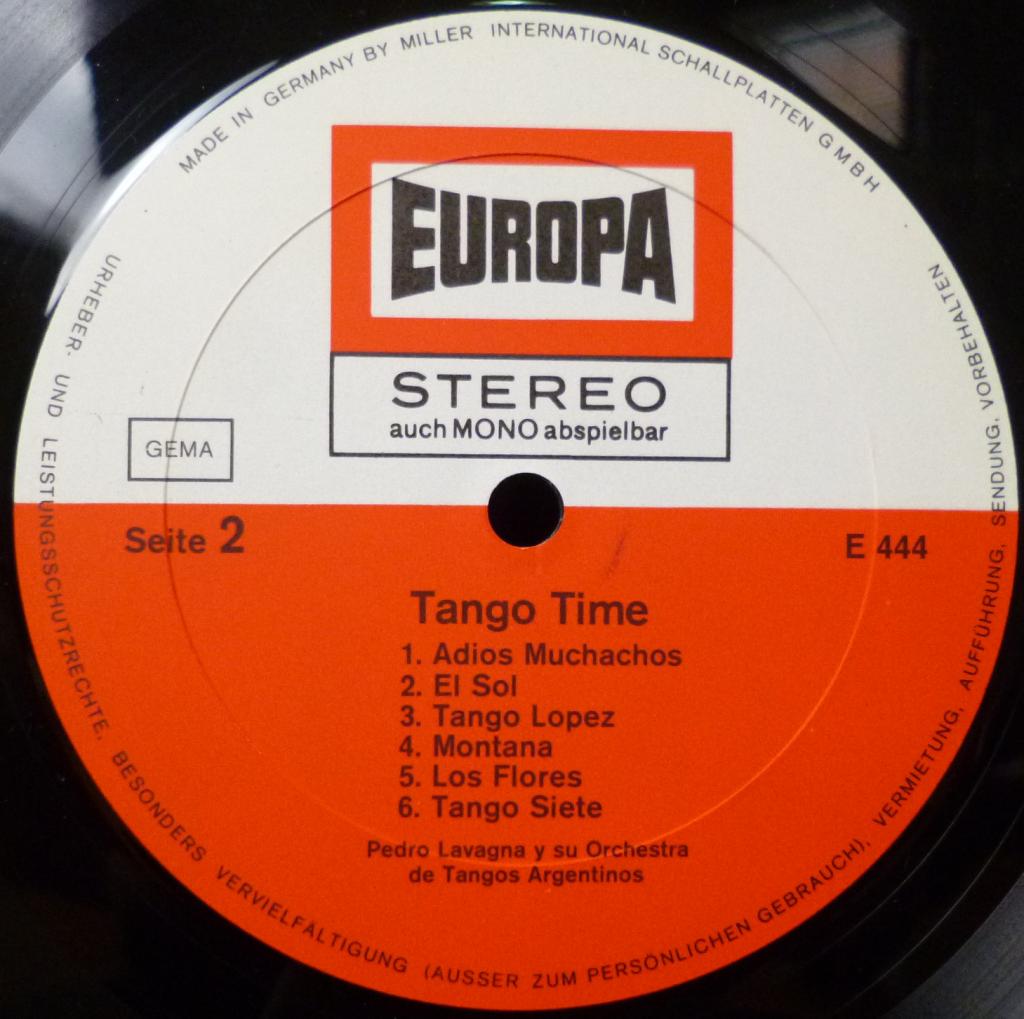 MADE IN GERMANY BY MILLER INTERNATIONAL SCHALLPLATTEN GMBH
EUROPA
STEREO
auch MONO abspielbar
GEMA
Seite 2
E 444
Tango Time
1. Adios Muchachos
2. El Sol
3. Tango Lopez
4. Montana
5. Los Flores
6. Tango Siete
Pedro Lavagna y su Orchestra
de Tangos Argentinos
URHEBER- UND LEISTUNGSSCHUTZRECHTE, BESONDERS VERVIELFÄLTIGUNG (AUSSER ZUM PERSÖNLICHEN GEBRAUCH), VERMIETUNG, AUFFÜHRUNG, SENDUNG, VORBEHALTEN